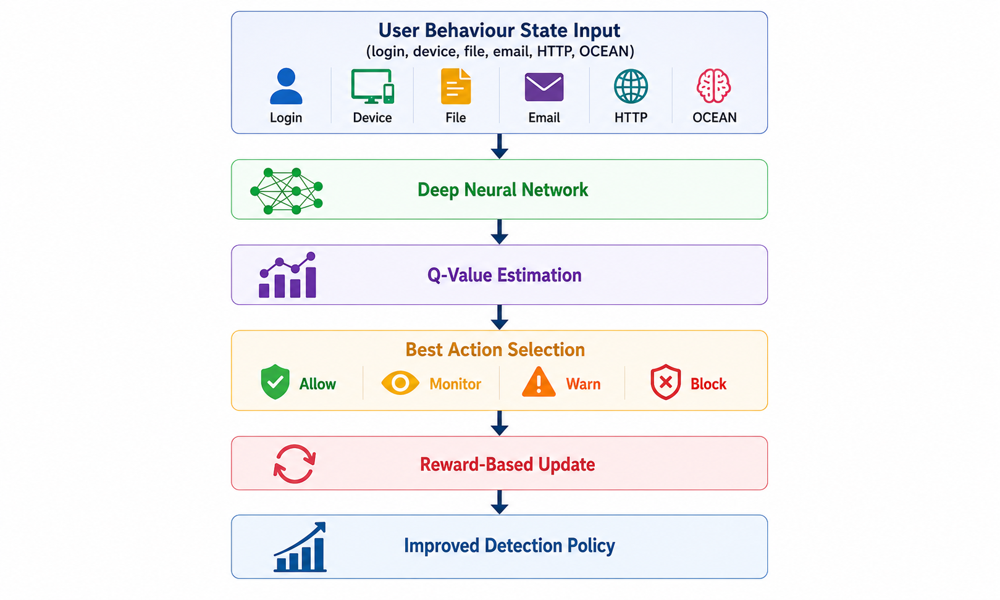 User Behaviour State Input
(login, device, file, email, HTTP, OCEAN)
Login
Device
File
Email
HTTP
OCEAN
Deep Neural Network
Q-Value Estimation
Best Action Selection
Allow
Monitor
Warn
Block
Reward-Based Update
Improved Detection Policy